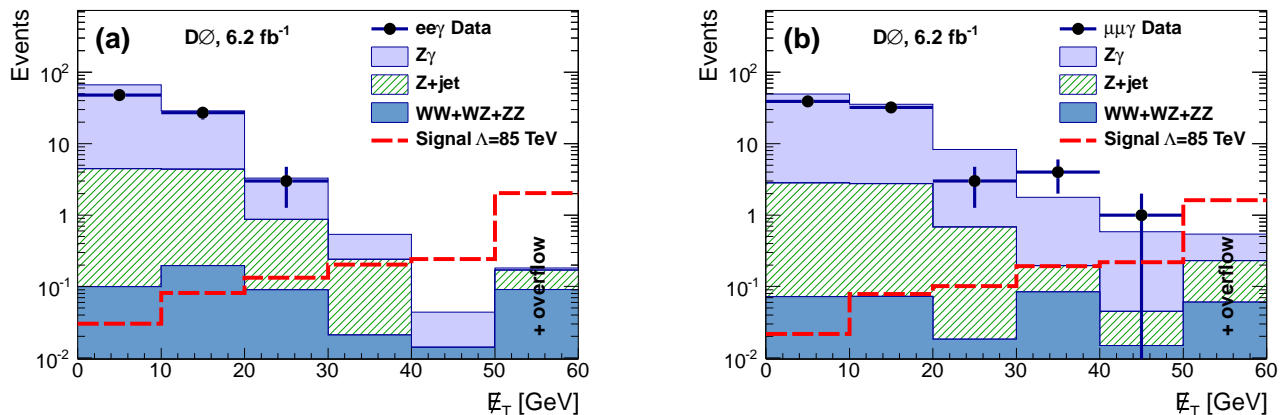 Events
(a)
DØ, 6.2 fb⁻¹
eeγ Data
Zγ
Z+jet
WW+WZ+ZZ
Signal Λ=85 TeV
10²
10
1
10⁻¹
10⁻²
+ overflow
0 10 20 30 40 50 60
E̸_T [GeV]
Events
(b)
DØ, 6.2 fb⁻¹
μμγ Data
Zγ
Z+jet
WW+WZ+ZZ
Signal Λ=85 TeV
10²
10
1
10⁻¹
10⁻²
+ overflow
0 10 20 30 40 50 60
E̸_T [GeV]